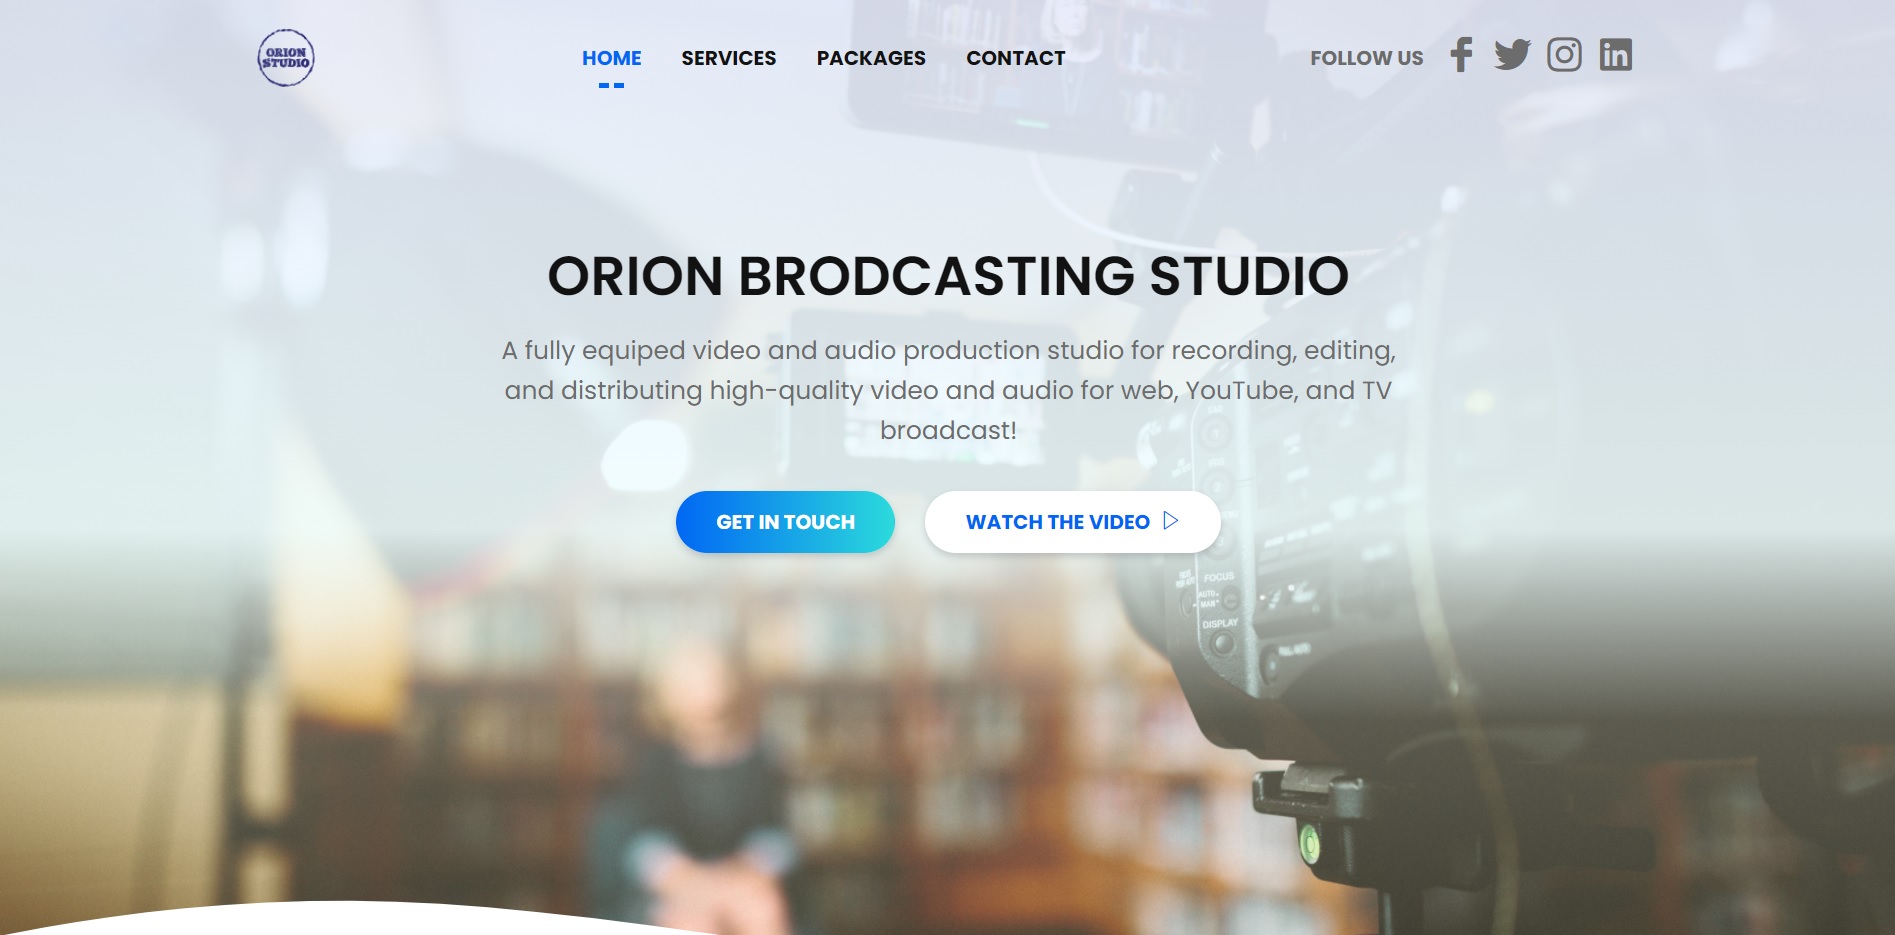 ORION
STUDIO
HOME SERVICES PACKAGES CONTACT
FOLLOW US
ORION BRODCASTING STUDIO
A fully equiped video and audio production studio for recording, editing,
and distributing high-quality video and audio for web, YouTube, and TV
broadcast!
GET IN TOUCH WATCH THE VIDEO
FOCUS
AUTO
MAN
DISPLAY